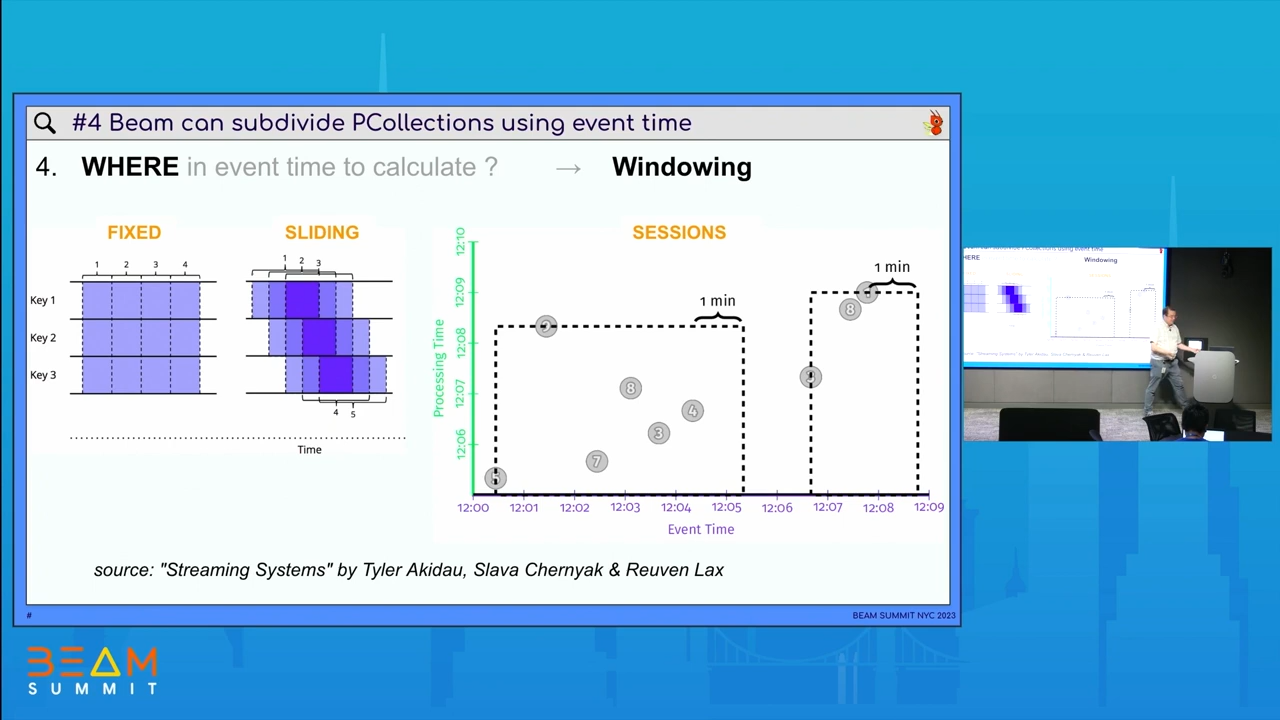 #4 Beam can subdivide PCollections using event time
4. WHERE in event time to calculate ? → Windowing
FIXED
SLIDING
SESSIONS
1 2 3 4
1 2 3
Key 1
Key 2
Key 3
4 5
Time
Processing Time
12:10
12:09
12:08
12:07
12:06
1 min
1 min
8
8
4
3
7
12:00 12:01 12:02 12:03 12:04 12:05 12:06 12:07 12:08 12:09
Event Time
source: "Streaming Systems" by Tyler Akidau, Slava Chernyak & Reuven Lax
#
BEAM SUMMIT NYC 2023
BEAM
SUMMIT
HERE
Windowing